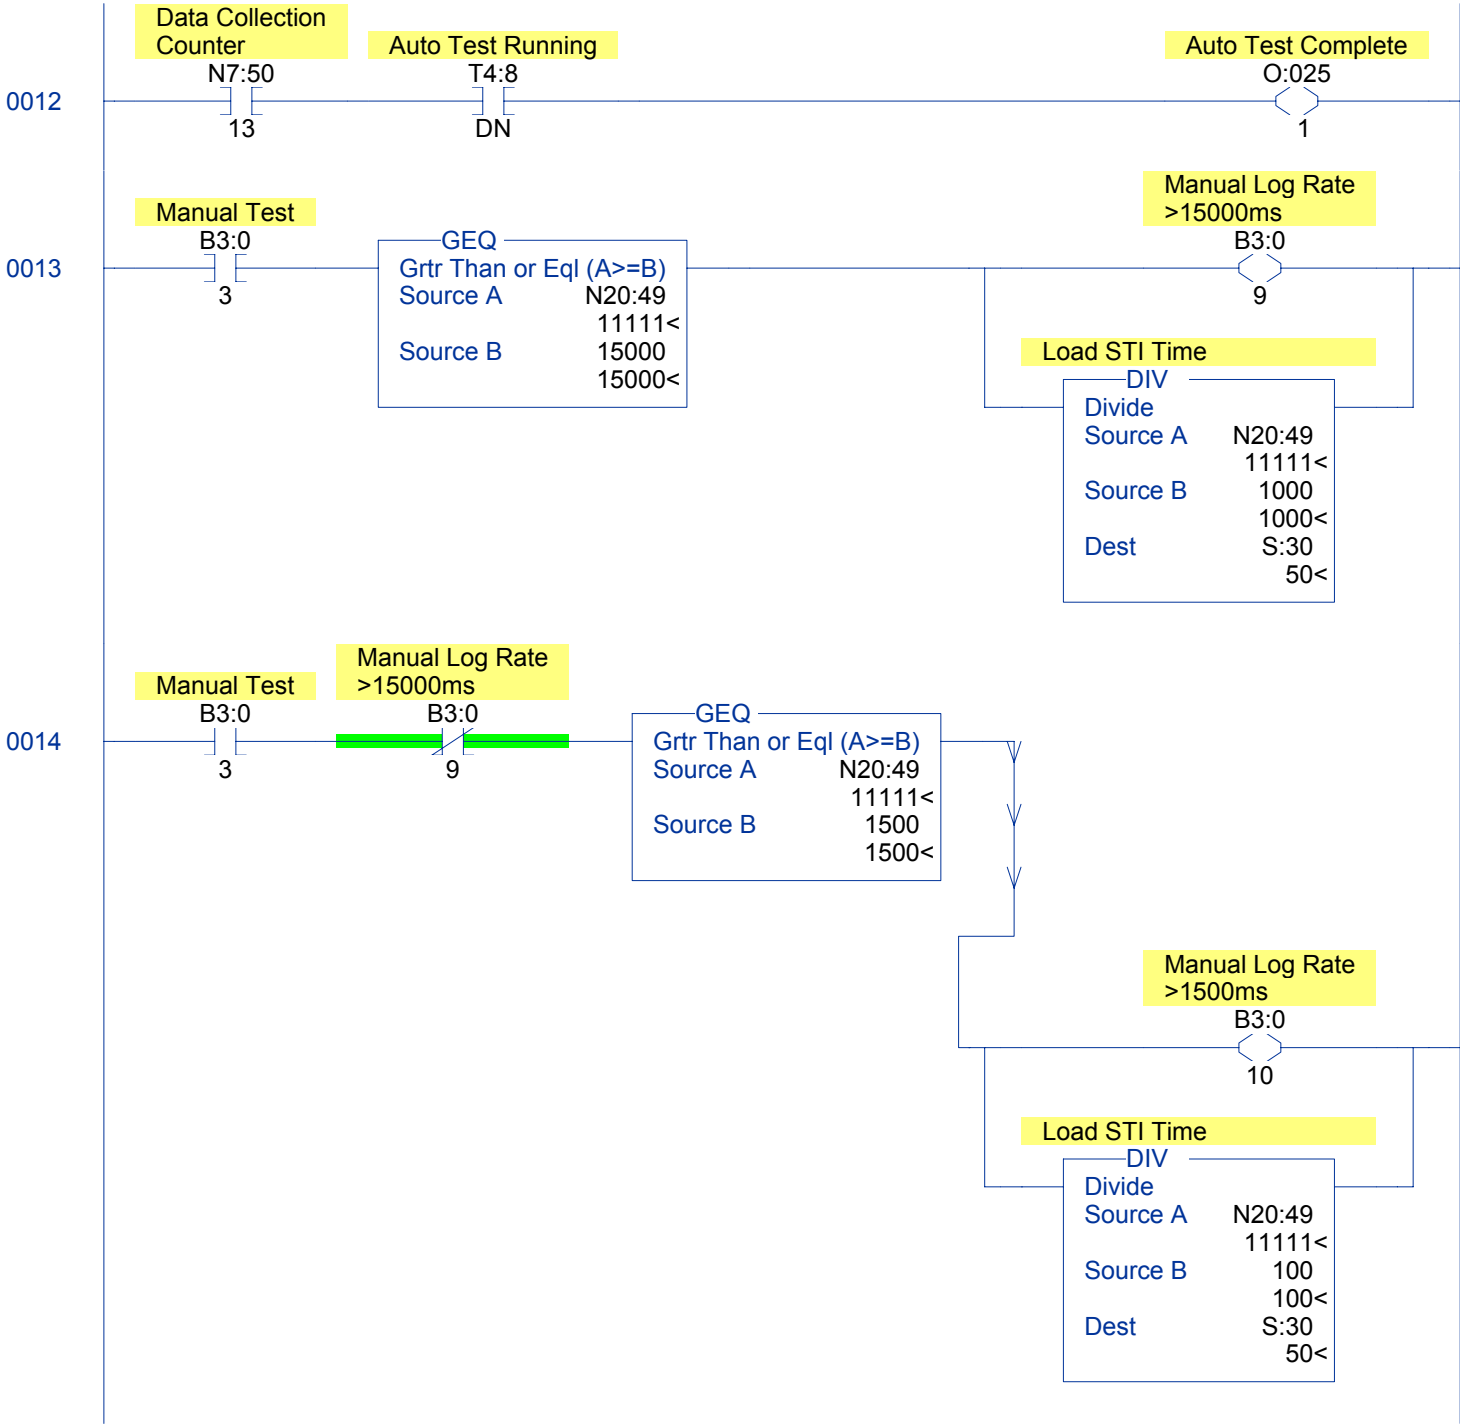 Data Collection
Counter
N7:50
13
Auto Test Running
T4:8
DN
Auto Test Complete
O:025
1
0012
Manual Test
B3:0
3
0013
GEQ
Grtr Than or Eql (A>=B)
Source A N20:49
11111<
Source B 15000
15000<
Manual Log Rate
>15000ms
B3:0
9
Load STI Time
DIV
Divide
Source A N20:49
11111<
Source B 1000
1000<
Dest S:30
50<
0014
Manual Test
B3:0
3
Manual Log Rate
>15000ms
B3:0
9
GEQ
Grtr Than or Eql (A>=B)
Source A N20:49
11111<
Source B 1500
1500<
Manual Log Rate
>1500ms
B3:0
10
Load STI Time
DIV
Divide
Source A N20:49
11111<
Source B 100
100<
Dest S:30
50<